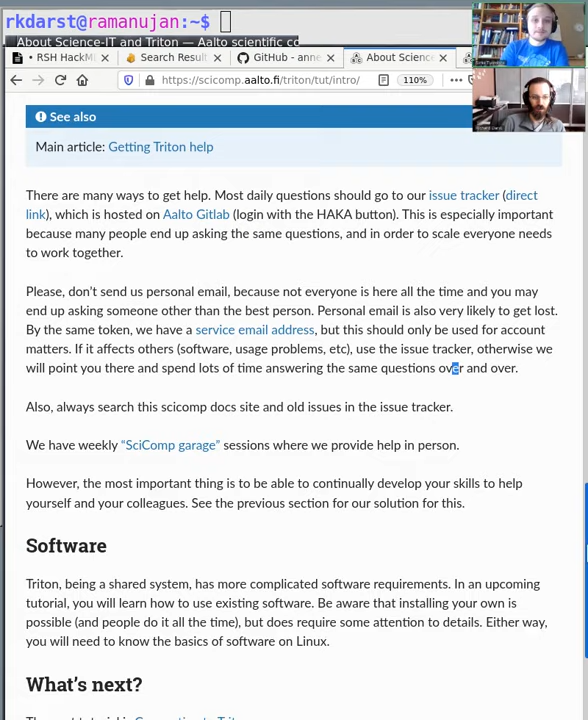 rkdarst@ramanujan:~$
About Science-IT and Triton — Aalto scientific co
• RSH HackM
Search Result
GitHub - anne
About Science
https://scicomp.aalto.fi/triton/tut/intro/
110%
See also
Main article: Getting Triton help
There are many ways to get help. Most daily questions should go to our issue tracker (direct
link), which is hosted on Aalto Gitlab (login with the HAKA button). This is especially important
because many people end up asking the same questions, and in order to scale everyone needs
to work together.
Please, don’t send us personal email, because not everyone is here all the time and you may
end up asking someone other than the best person. Personal email is also very likely to get lost.
By the same token, we have a service email address, but this should only be used for account
matters. If it affects others (software, usage problems, etc), use the issue tracker, otherwise we
will point you there and spend lots of time answering the same questions over and over.
Also, always search this scicomp docs site and old issues in the issue tracker.
We have weekly “SciComp garage” sessions where we provide help in person.
However, the most important thing is to be able to continually develop your skills to help
yourself and your colleagues. See the previous section for our solution for this.
Software
Triton, being a shared system, has more complicated software requirements. In an upcoming
tutorial, you will learn how to use existing software. Be aware that installing your own is
possible (and people do it all the time), but does require some attention to details. Either way,
you will need to know the basics of software on Linux.
What’s next?